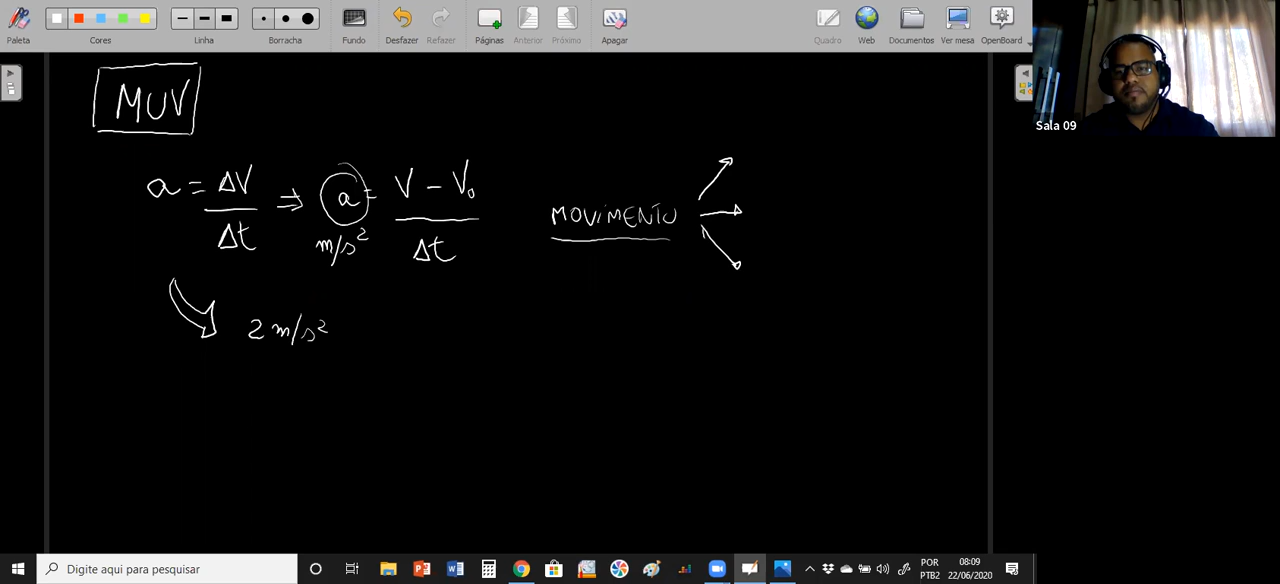 Paleta Cores Linha Borracha Fundo Desfazer Refazer Páginas Anterior Próximo Apagar Quadro Web Documentos Ver mesa OpenBoard
Sala 09
MUV
a = ΔV/Δt ⇒ a = V - V₀/Δt
m/s²
MOVIMENTO
2 m/s²
Digite aqui para pesquisar
POR
PTB2
08:09
22/06/2020